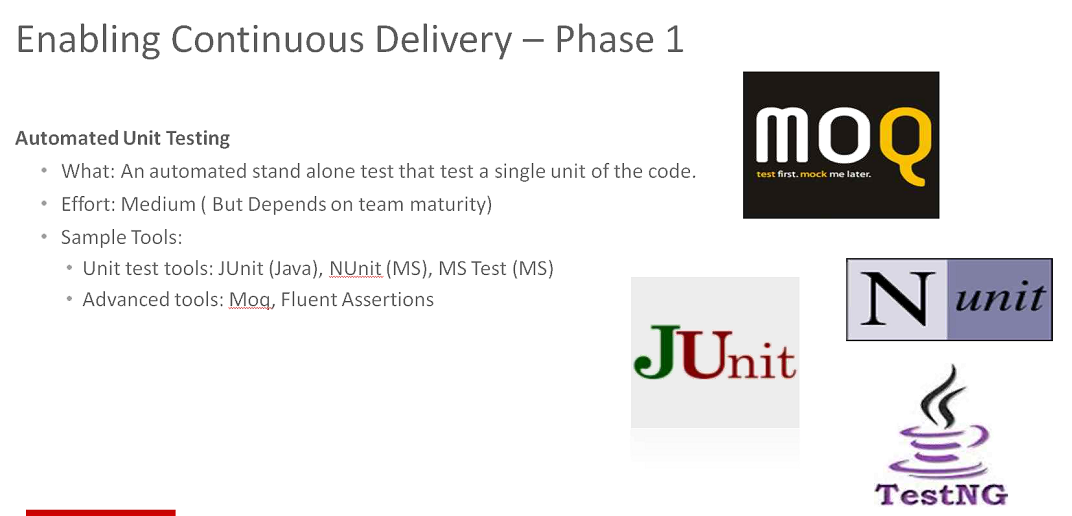 Enabling Continuous Delivery – Phase 1
Automated Unit Testing
• What: An automated stand alone test that test a single unit of the code.
• Effort: Medium ( But Depends on team maturity)
• Sample Tools:
• Unit test tools: JUnit (Java), NUnit (MS), MS Test (MS)
• Advanced tools: Moq, Fluent Assertions
moq
test first. mock me later.
N unit
JUnit
TestNG